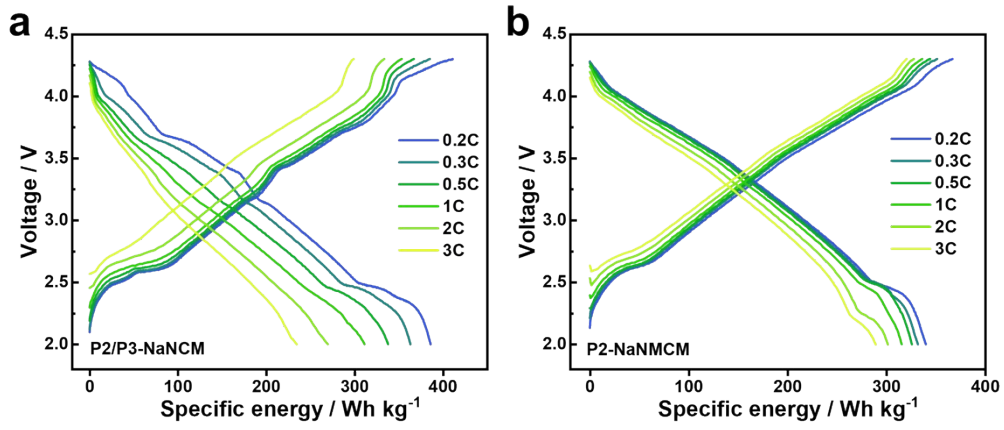 a
4.5
4.0
3.5
3.0
2.5
2.0
Voltage / V
0.2C
0.3C
0.5C
1C
2C
3C
P2/P3-NaNCM
0
100
200
300
400
Specific energy / Wh kg⁻¹
b
4.5
4.0
3.5
3.0
2.5
2.0
Voltage / V
0.2C
0.3C
0.5C
1C
2C
3C
P2-NaNMCM
0
100
200
300
400
Specific energy / Wh kg⁻¹